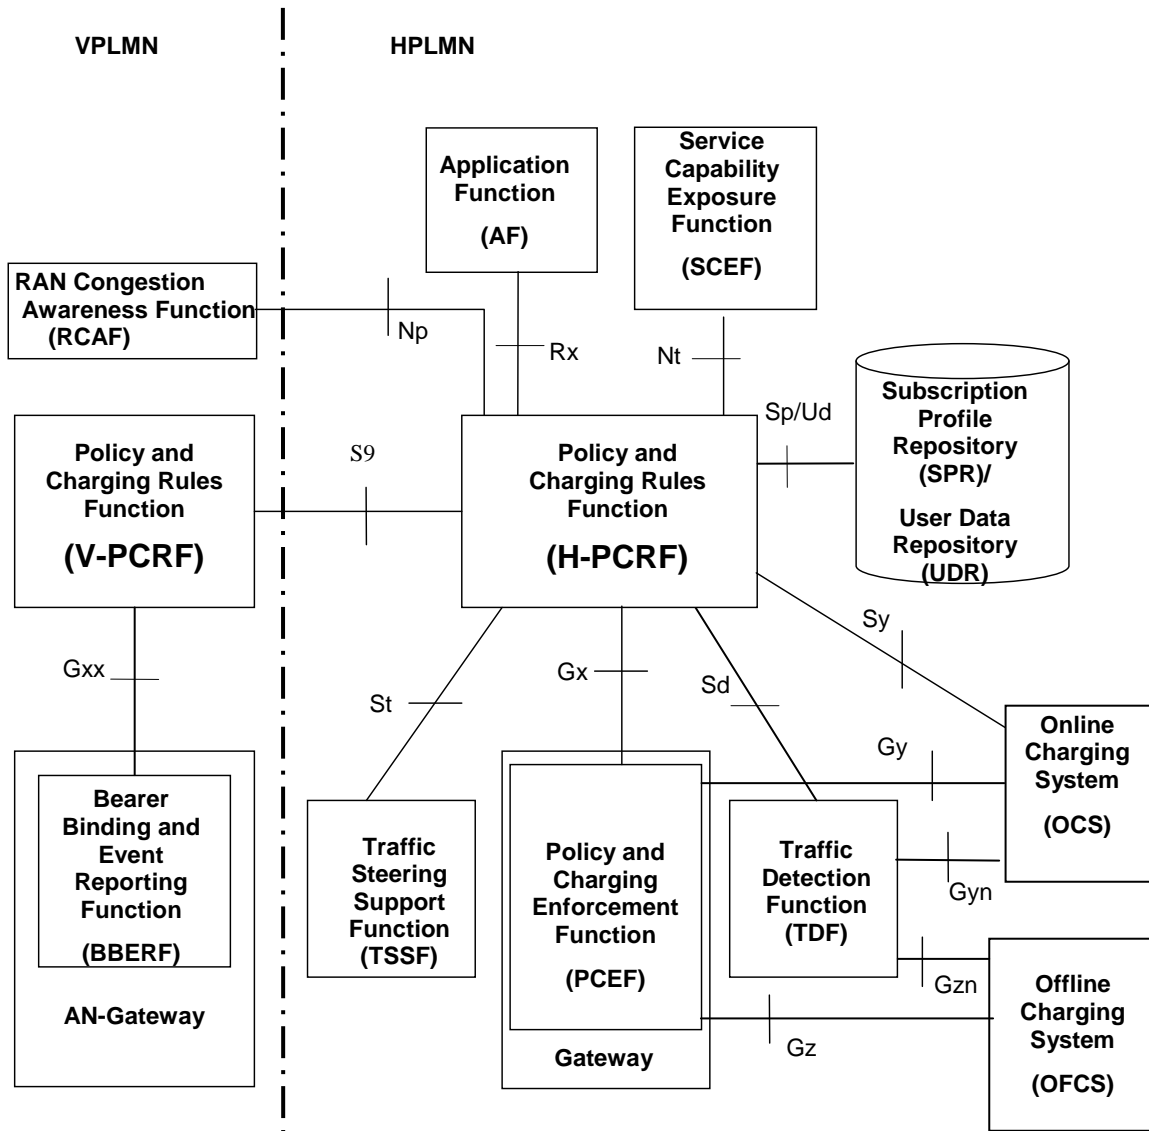 VPLMN
HPLMN
Application
Function
(AF)
Service
Capability
Exposure
Function
(SCEF)
RAN Congestion
Awareness Function
(RCAF)
Np
Rx
Nt
Sp/Ud
Subscription
Profile
Repository
(SPR)/
User Data
Repository
(UDR)
Policy and
Charging Rules
Function
(V-PCRF)
S9
Policy and
Charging Rules
Function
(H-PCRF)
Gxx
St
Gx
Sd
Sy
Gy
Online
Charging
System
(OCS)
Bearer
Binding and
Event
Reporting
Function
(BBERF)
AN-Gateway
Traffic
Steering
Support
Function
(TSSF)
Policy and
Charging
Enforcement
Function
(PCEF)
Gateway
Traffic
Detection
Function
(TDF)
Gyn
Gzn
Gz
Offline
Charging
System
(OFCS)